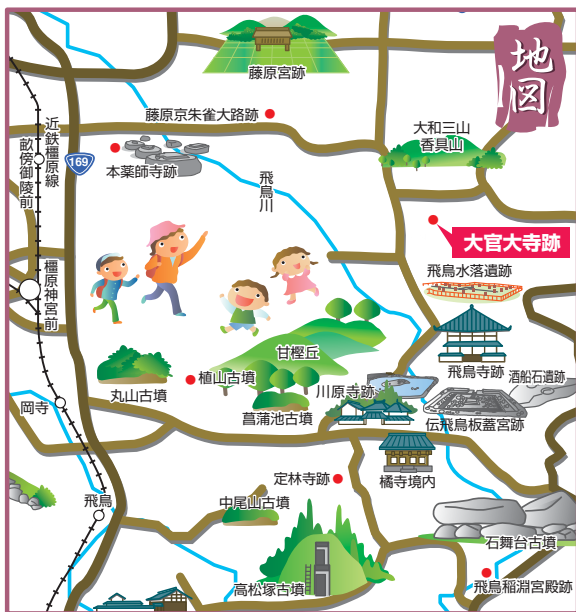 地図
藤原宮跡
藤原京朱雀大路跡
大和三山
香具山
近鉄橿原線
畝傍御陵前
169
本薬師寺跡
飛鳥川
大官大寺跡
橿原神宮前
飛鳥水落遺跡
甘樫丘
飛鳥寺跡
酒船石遺跡
丸山古墳
植山古墳
川原寺跡
岡寺
菖蒲池古墳
伝飛鳥板蓋宮跡
橘寺境内
定林寺跡
飛鳥
中尾山古墳
石舞台古墳
高松塚古墳
飛鳥稲淵宮殿跡